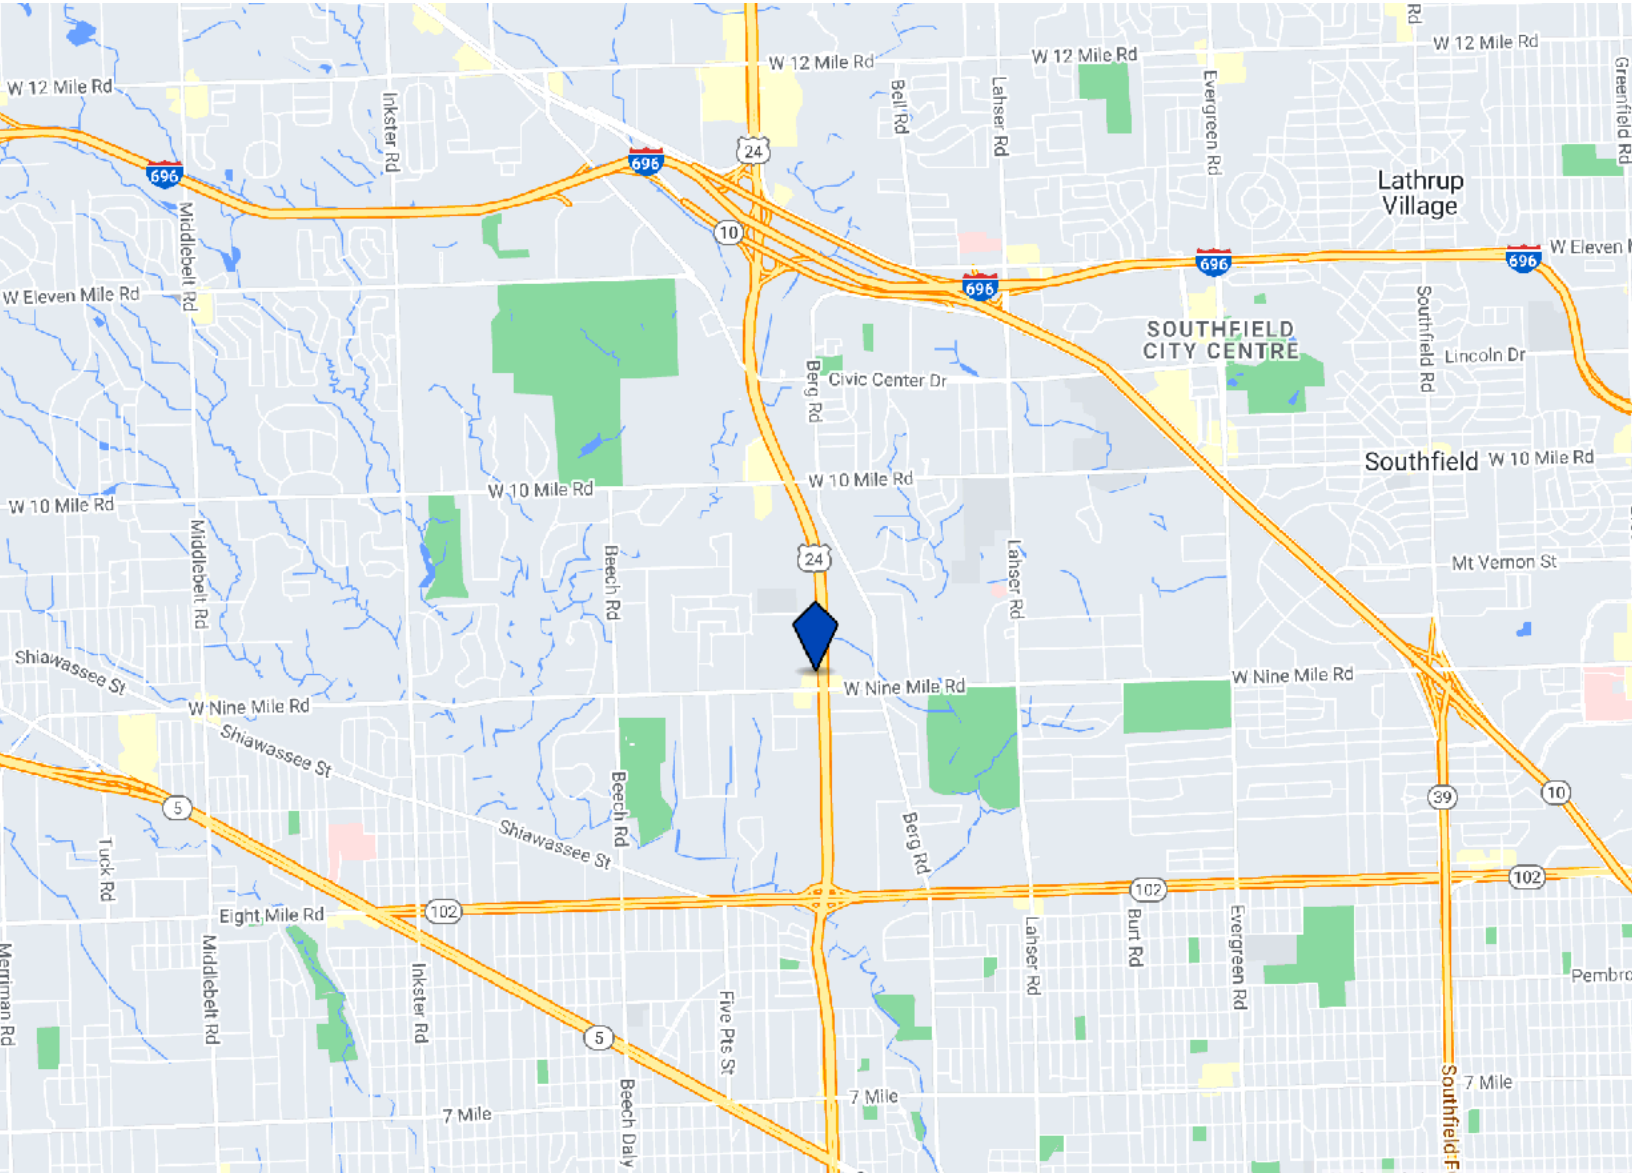 Rd
W 12 Mile Rd
W 12 Mile Rd
W 12 Mile Rd
W 12 Mile Rd
Greenfield Rd
Inkster Rd
Bell Rd
Lahser Rd
Evergreen Rd
24
696
696
Lathrup
Village
Middlebelt Rd
10
W Eleven M
696
696
696
W Eleven Mile Rd
Southfield Rd
SOUTHFIELD
CITY CENTRE
Lincoln Dr
Berg Rd
Civic Center Dr
Southfield
W 10 Mile Rd
W 10 Mile Rd
W 10 Mile Rd
W 10 Mile Rd
Middlebelt Rd
Beech Rd
24
Lahser Rd
Mt Vernon St
Shiawassee St
W Nine Mile Rd
W Nine Mile Rd
W Nine Mile Rd
Shiawassee St
Beech Rd
5
39
10
Shiawassee St
Berg Rd
Tuck Rd
102
102
102
Eight Mile Rd
Merriman Rd
Middlebelt Rd
Inkster Rd
Lahser Rd
Burt Rd
Evergreen Rd
Pembro
Five Pts St
5
7 Mile
7 Mile
7 Mile
Beech Daly
Southfield F